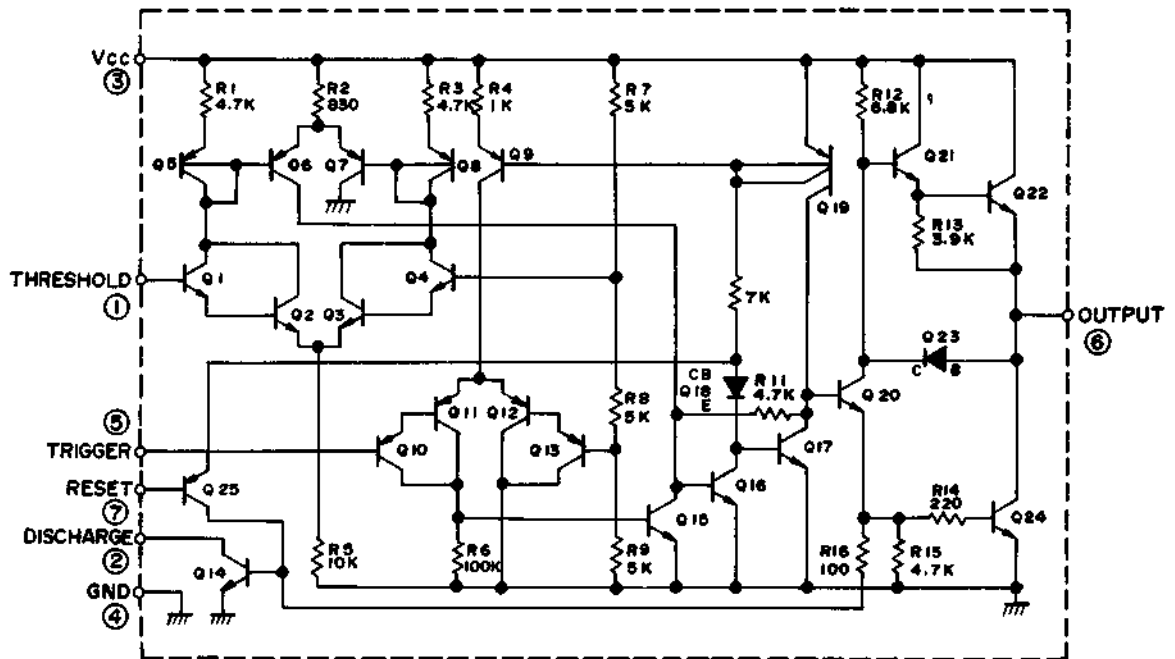 Vcc
③
R1
4.7K
R2
830
R3
4.7K
R4
1K
R7
5K
R12
6.8K
Q5
Q6
Q7
Q8
Q9
Q19
Q21
Q22
R13
3.9K
THRESHOLD
①
Q1
Q2
Q3
Q4
7K
OUTPUT
⑥
Q23
C
B
CB
Q18
E
R11
4.7K
Q20
R8
5K
⑤
TRIGGER
Q10
Q11
Q12
Q13
Q17
RESET
⑦
Q25
Q15
Q16
R14
220
Q24
DISCHARGE
②
Q14
R5
10K
R6
100K
R9
5K
R16
100
R15
4.7K
GND
④